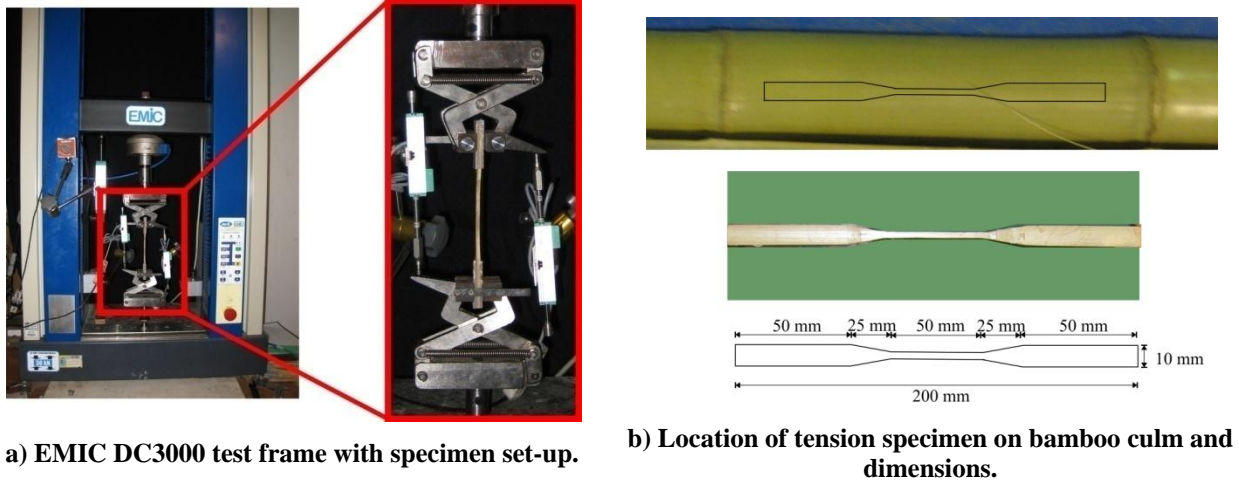 EMIC
50 mm 25 mm 50 mm 25 mm 50 mm
10 mm
200 mm
a) EMIC DC3000 test frame with specimen set-up.
b) Location of tension specimen on bamboo culm and
dimensions.